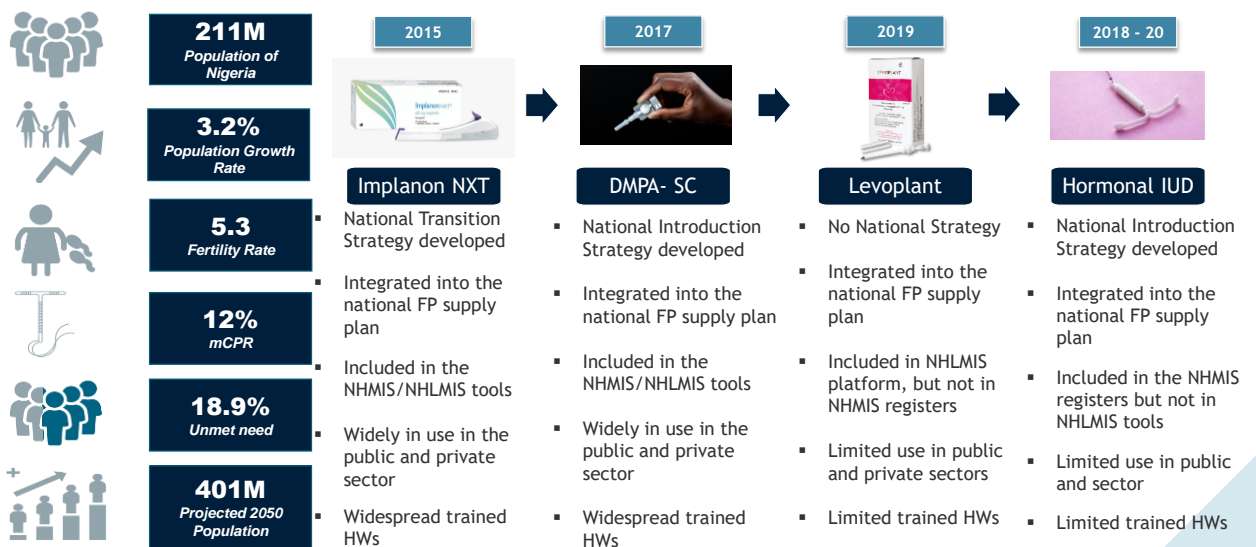 211M
Population of
Nigeria
3.2%
Population Growth
Rate
5.3
Fertility Rate
12%
mCPR
18.9%
Unmet need
401M
Projected 2050
Population
2015
Implanon NXT
▪ National Transition
Strategy developed
▪ Integrated into the
national FP supply
plan
▪ Included in the
NHMIS/NHLMIS tools
▪ Widely in use in the
public and private
sector
▪ Widespread trained
HWs
2017
DMPA- SC
▪ National Introduction
Strategy developed
▪ Integrated into the
national FP supply plan
▪ Included in the
NHMIS/NHLMIS tools
▪ Widely in use in the
public and private
sector
▪ Widespread trained
HWs
2019
Levoplant
▪ No National Strategy
▪ Integrated into the
national FP supply
plan
▪ Included in NHLMIS
platform, but not in
NHMIS registers
▪ Limited use in public
and private sectors
▪ Limited trained HWs
2018 - 20
Hormonal IUD
▪ National Introduction
Strategy developed
▪ Integrated into the
national FP supply
plan
▪ Included in the NHMIS
registers but not in
NHLMIS tools
▪ Limited use in public
and sector
▪ Limited trained HWs